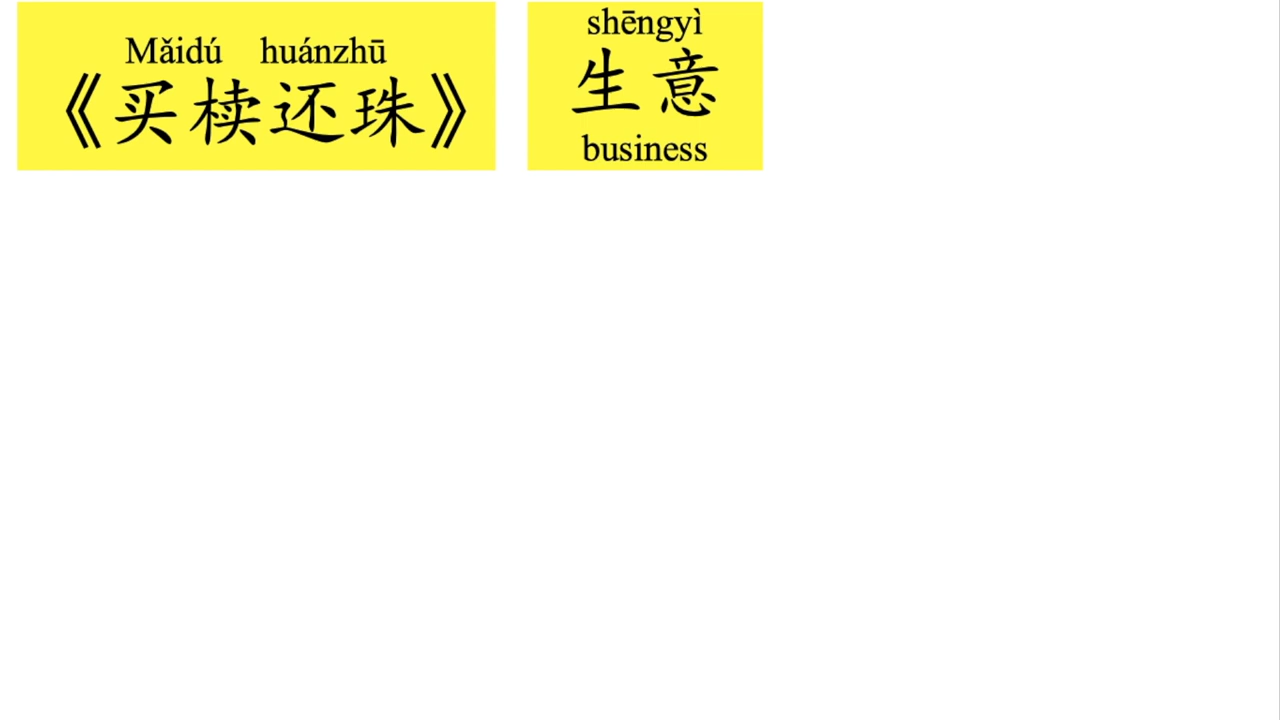 Mǎidú huánzhū
《买椟还珠》
shēngyì
生意
business